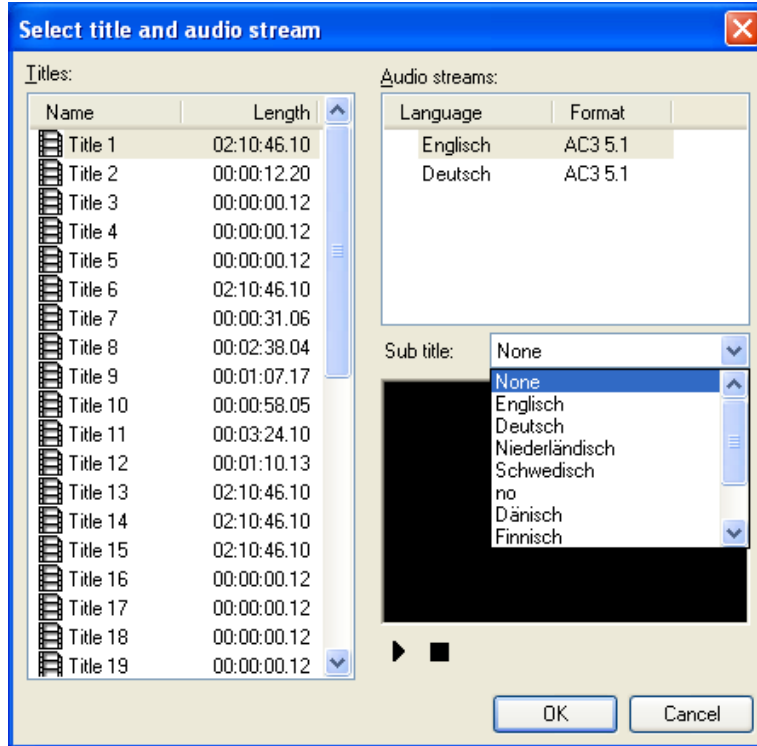 Select title and audio stream
Titles:
Name Length
Title 1 02:10:46.10
Title 2 00:00:12.20
Title 3 00:00:00.12
Title 4 00:00:00.12
Title 5 00:00:00.12
Title 6 02:10:46.10
Title 7 00:00:31.06
Title 8 00:02:38.04
Title 9 00:01:07.17
Title 10 00:00:58.05
Title 11 00:03:24.10
Title 12 00:01:10.13
Title 13 02:10:46.10
Title 14 02:10:46.10
Title 15 02:10:46.10
Title 16 00:00:00.12
Title 17 00:00:00.12
Title 18 00:00:00.12
Title 19 00:00:00.12
Audio streams:
Language Format
Englisch AC3 5.1
Deutsch AC3 5.1
Sub title: None
None
Englisch
Deutsch
Niederländisch
Schwedisch
no
Dänisch
Finnisch
OK Cancel